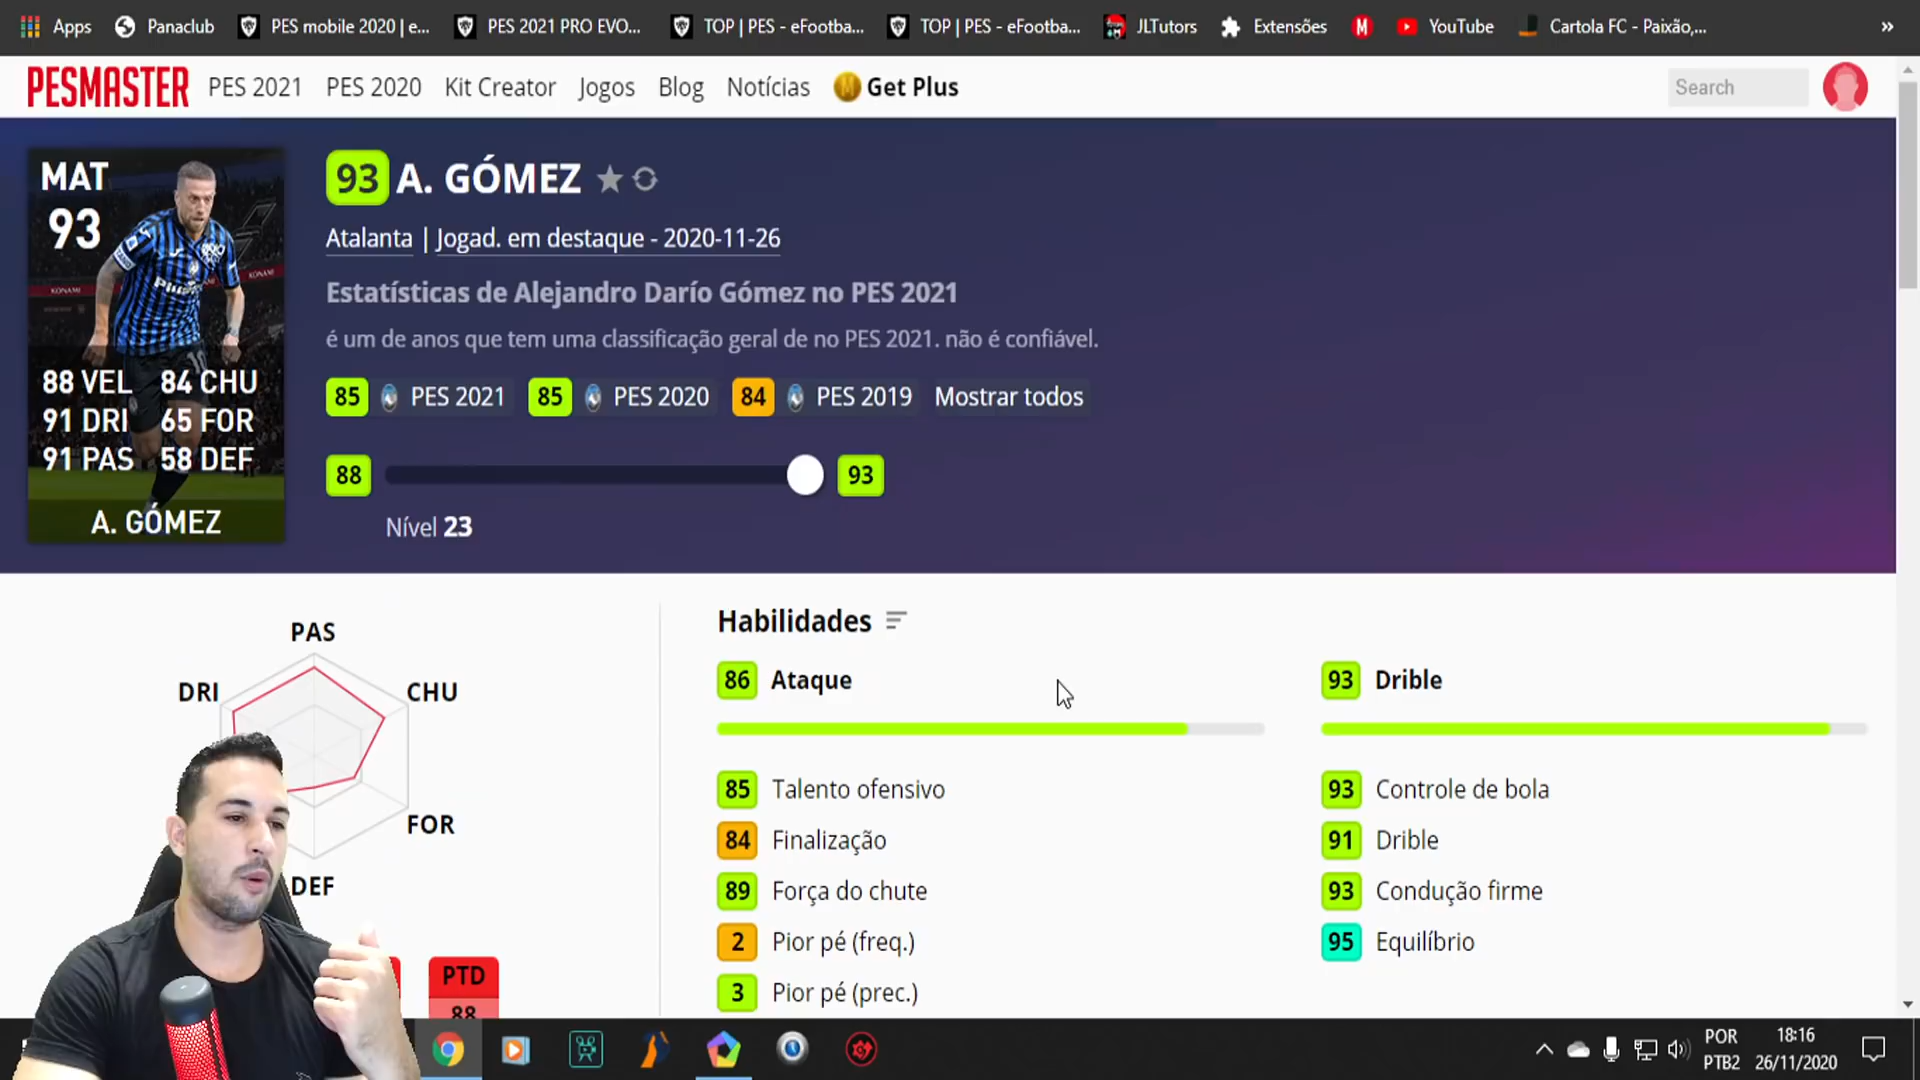 Apps
Panaclub
PES mobile 2020 | e...
PES 2021 PRO EVO...
TOP | PES - eFootba...
TOP | PES - eFootba...
JLTutors
Extensões
M
YouTube
Cartola FC - Paixão,...
»
PESMASTER
PES 2021
PES 2020
Kit Creator
Jogos
Blog
Notícias
Get Plus
Search
MAT
93
88 VEL 84 CHU
91 DRI 65 FOR
91 PAS 58 DEF
A. GÓMEZ
93 A. GÓMEZ
Atalanta | Jogad. em destaque - 2020-11-26
Estatísticas de Alejandro Darío Gómez no PES 2021
é um de anos que tem uma classificação geral de no PES 2021. não é confiável.
85 PES 2021
85 PES 2020
84 PES 2019
Mostrar todos
88
93
Nível 23
PAS
DRI
CHU
FOR
DEF
PTD
88
Habilidades
86 Ataque
85 Talento ofensivo
84 Finalização
89 Força do chute
2 Pior pé (freq.)
3 Pior pé (prec.)
93 Drible
93 Controle de bola
91 Drible
93 Condução firme
95 Equilíbrio
POR
PTB2
18:16
26/11/2020